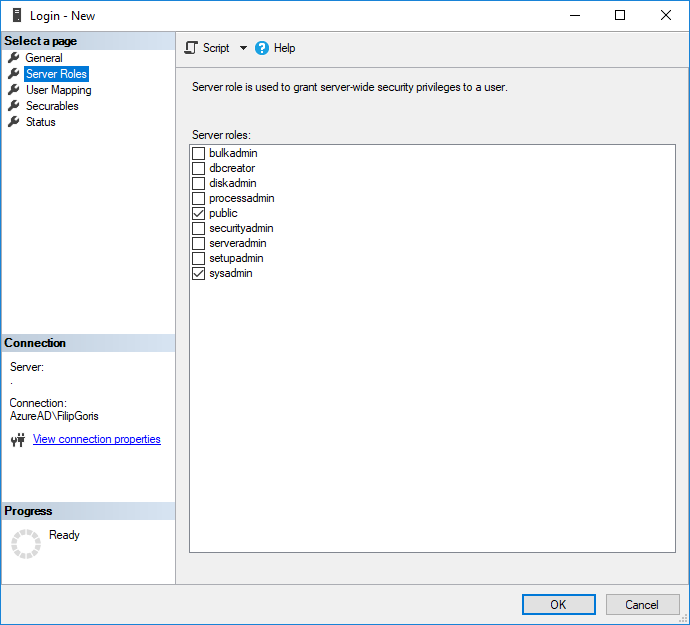 Login - New
Select a page
General
Server Roles
User Mapping
Securables
Status
Script
Help
Server role is used to grant server-wide security privileges to a user.
Server roles:
bulkadmin
dbcreator
diskadmin
processadmin
public
securityadmin
serveradmin
setupadmin
sysadmin
Connection
Server:
.
Connection:
AzureAD\FilipGoris
View connection properties
Progress
Ready
OK
Cancel